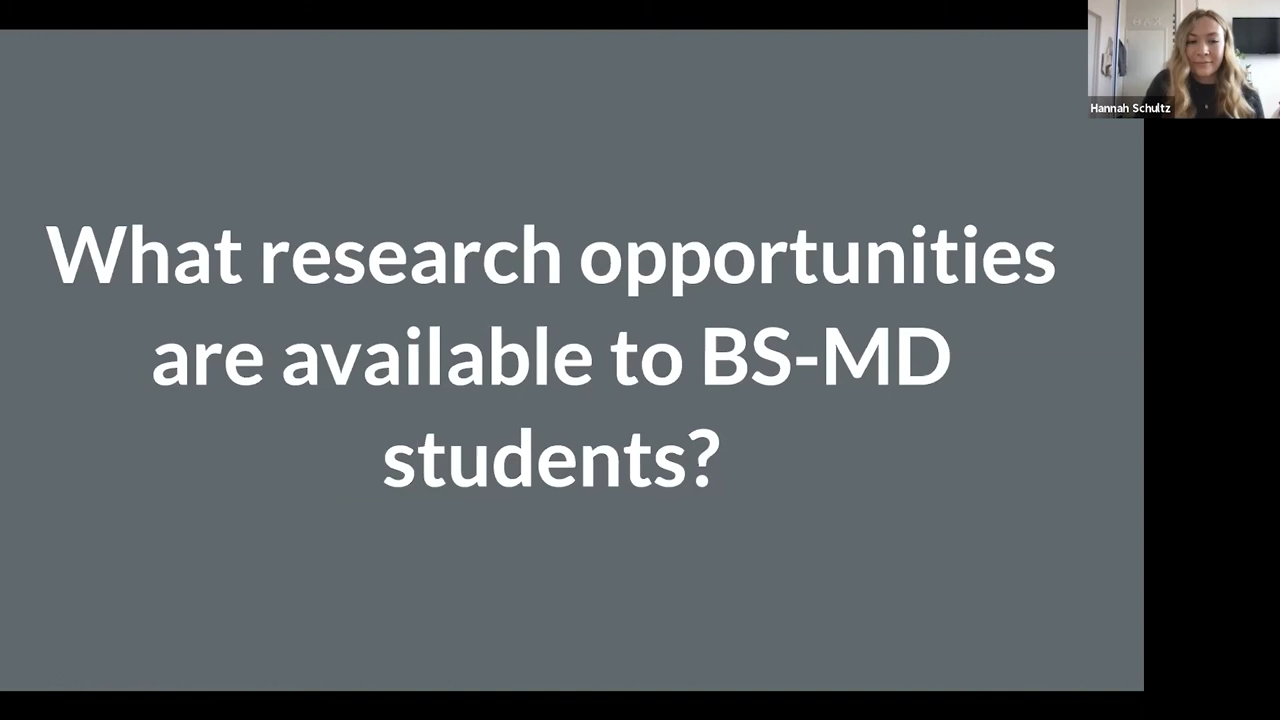 What research opportunities
are available to BS-MD
students?
Hannah Schultz